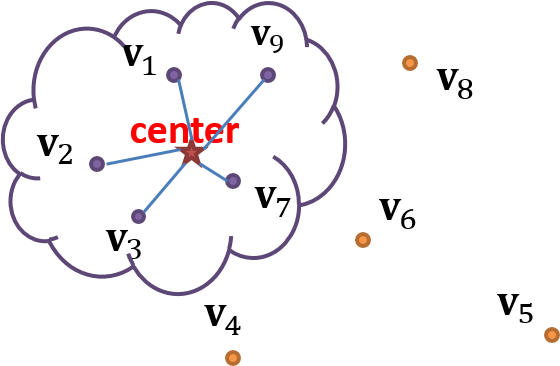 v₁
v₉
v₈
center
v₂
v₇
v₆
v₃
v₄
v₅